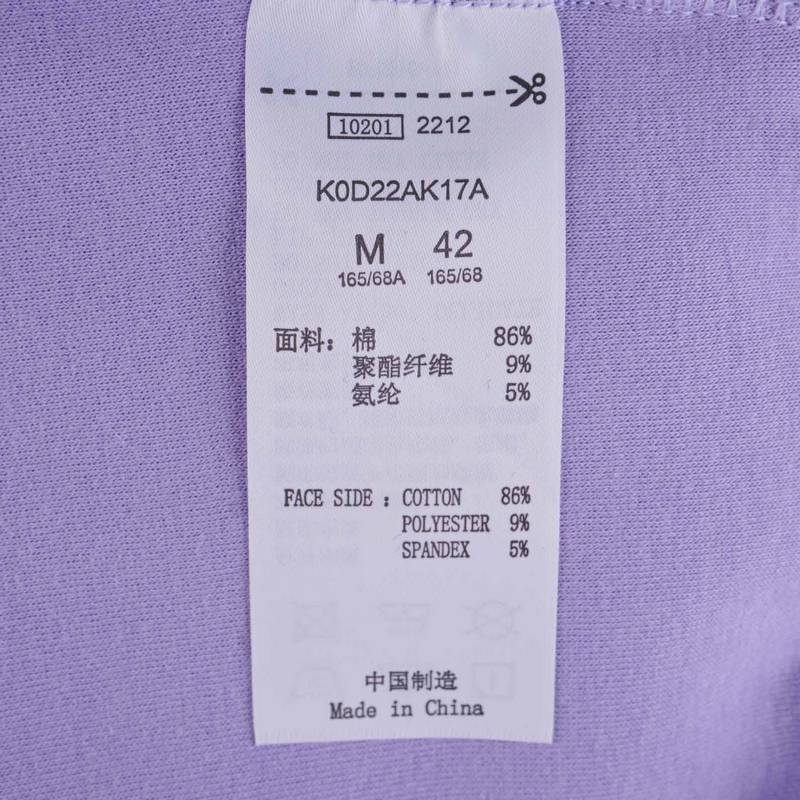 10201 2212
K0D22AK17A
M 42
165/68A 165/68
面料：棉 86%
聚酯纤维 9%
氨纶 5%
FACE SIDE : COTTON 86%
POLYESTER 9%
SPANDEX 5%
中国制造
Made in China